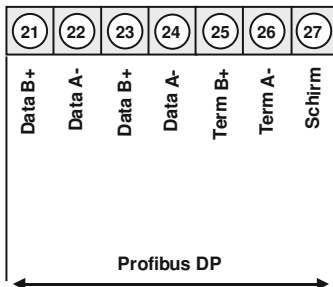 21 22 23 24 25 26 27
Data B+
Data A-
Data B+
Data A-
Term B+
Term A-
Schirm
Profibus DP